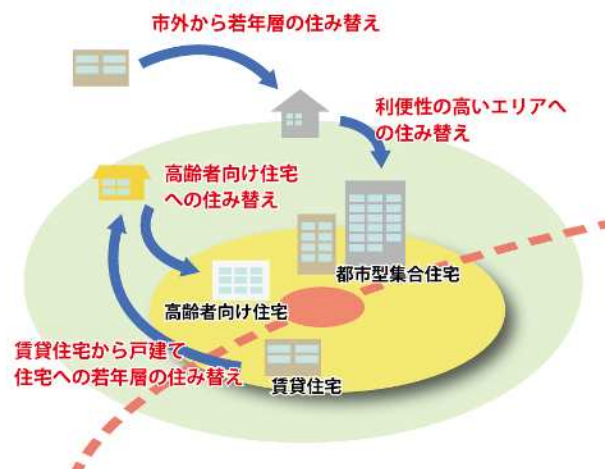 市外から若年層の住み替え
利便性の高いエリアへ
の住み替え
高齢者向け住宅
への住み替え
都市型集合住宅
高齢者向け住宅
賃貸住宅から戸建て
住宅への若年層の住み替え
賃貸住宅